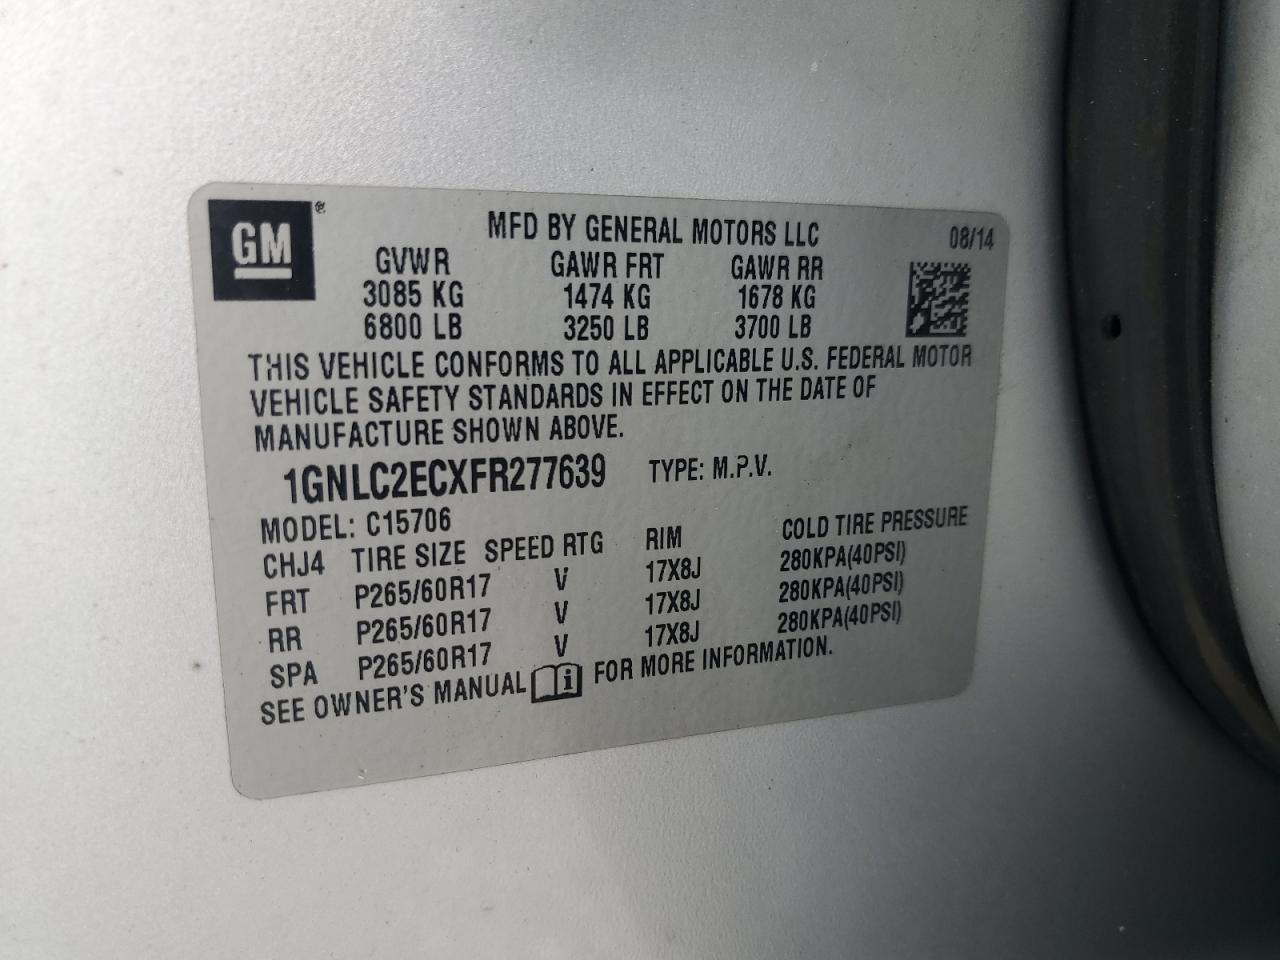 GM®
MFD BY GENERAL MOTORS LLC 08/14
GVWR GAWR FRT GAWR RR
3085 KG 1474 KG 1678 KG
6800 LB 3250 LB 3700 LB
THIS VEHICLE CONFORMS TO ALL APPLICABLE U.S. FEDERAL MOTOR
VEHICLE SAFETY STANDARDS IN EFFECT ON THE DATE OF
MANUFACTURE SHOWN ABOVE.
1GNLC2ECXFR277639 TYPE: M.P.V.
MODEL: C15706
CHJ4 TIRE SIZE SPEED RTG RIM COLD TIRE PRESSURE
FRT P265/60R17 V 17X8J 280KPA(40PSI)
RR P265/60R17 V 17X8J 280KPA(40PSI)
SPA P265/60R17 V 17X8J 280KPA(40PSI)
SEE OWNER'S MANUAL i FOR MORE INFORMATION.